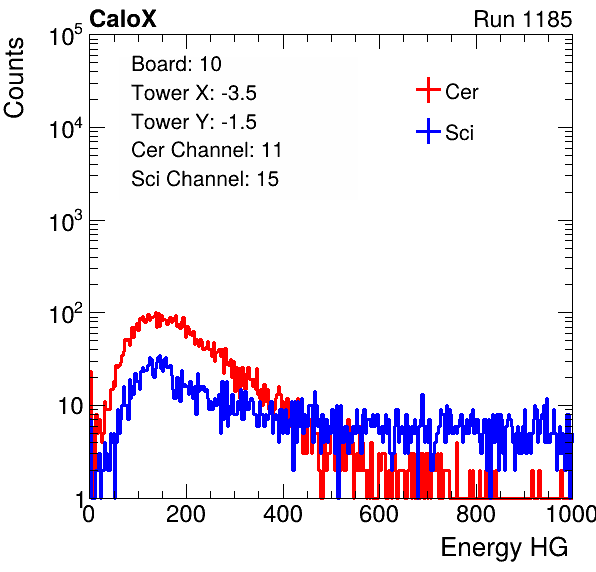 CaloX Run 1185
Counts
10^5
10^4
10^3
10^2
10
1
Board: 10
Tower X: -3.5
Tower Y: -1.5
Cer Channel: 11
Sci Channel: 15
Cer
Sci
0 200 400 600 800 1000
Energy HG